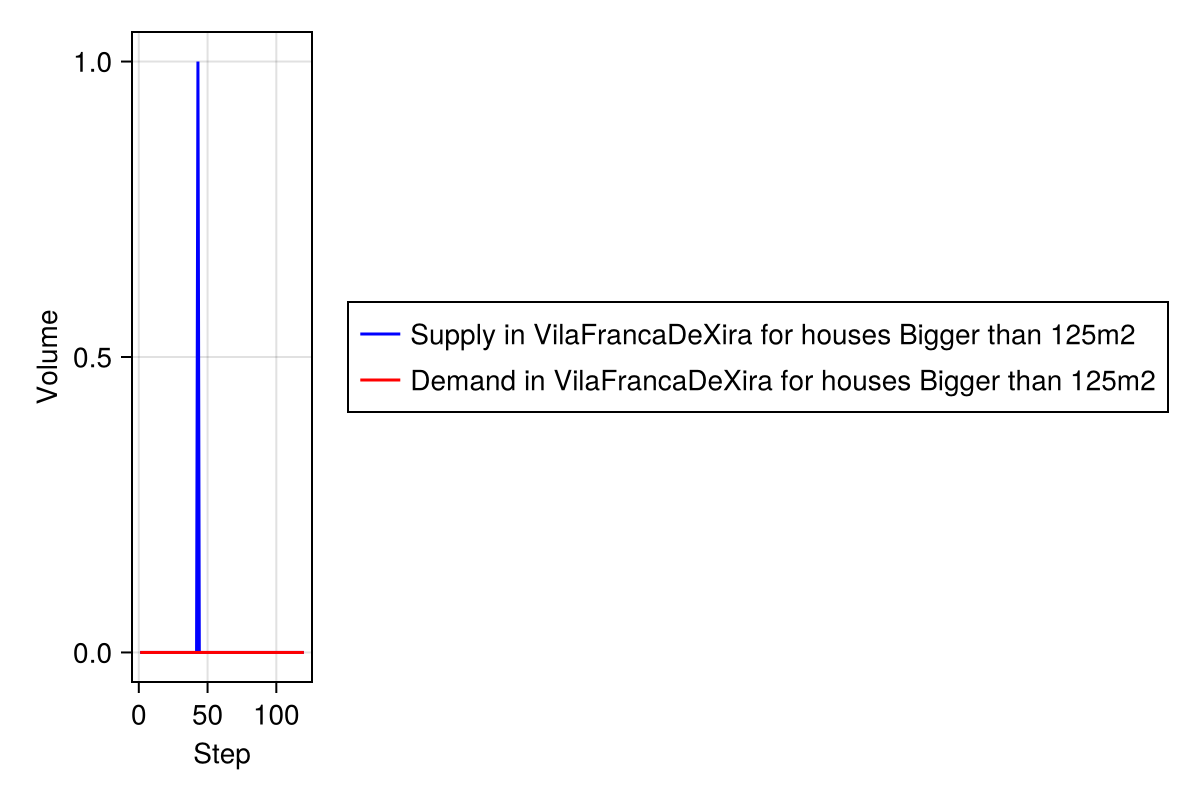 1.0
0.5
0.0
Volume
0 50 100
Step
Supply in VilaFrancaDeXira for houses Bigger than 125m2
Demand in VilaFrancaDeXira for houses Bigger than 125m2